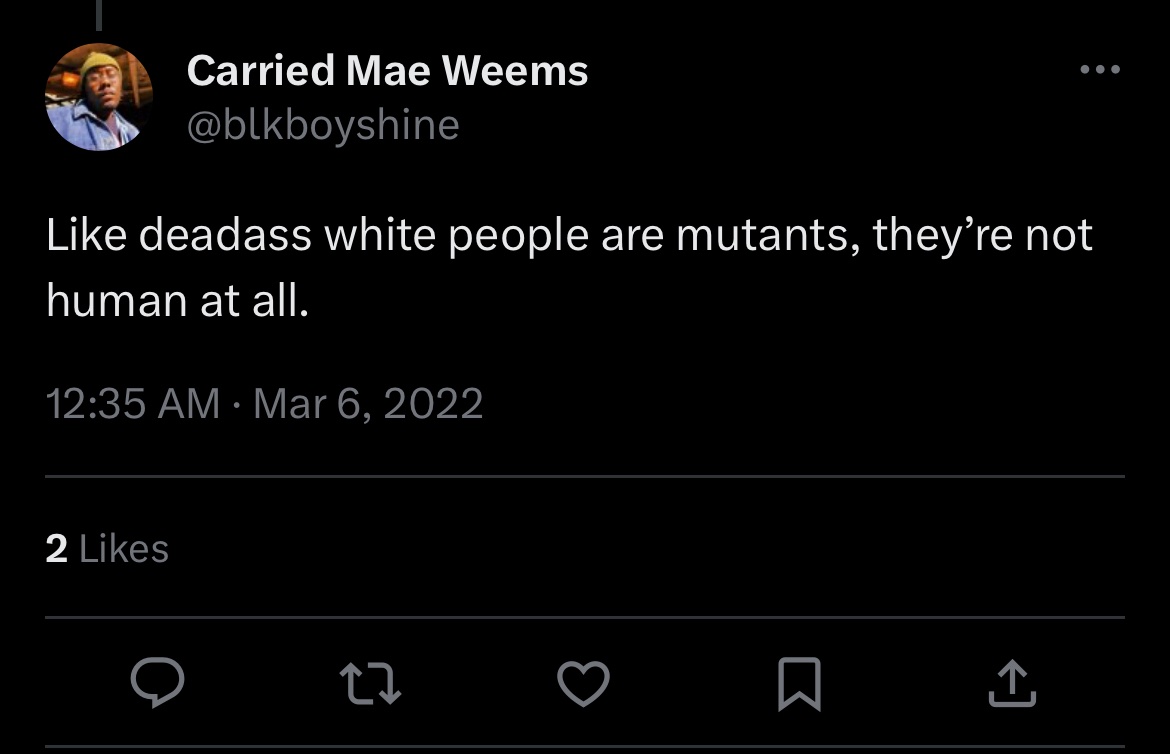 Carried Mae Weems
@blkboyshine
Like deadass white people are mutants, they’re not
human at all.
12:35 AM · Mar 6, 2022
2 Likes